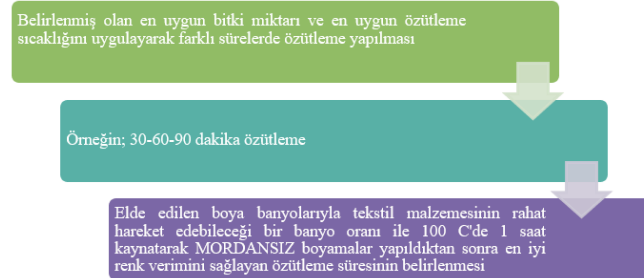 Belirlenmiş olan en uygun bitki miktarı ve en uygun özütleme
sıcaklığını uygulayarak farklı sürelerde özütleme yapılması
Örneğin; 30-60-90 dakika özütleme
Elde edilen boya banyolarıyla tekstil malzemesinin rahat
hareket edebileceği bir banyo oranı ile 100 C'de 1 saat
kaynatarak MORDANSIZ boyamalar yapıldıktan sonra en iyi
renk verimini sağlayan özütleme süresinin belirlenmesi